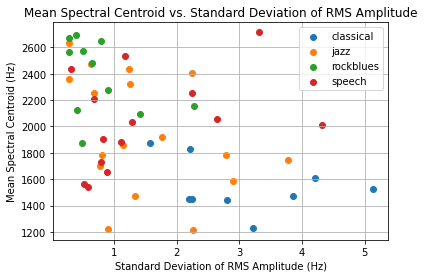 Mean Spectral Centroid vs. Standard Deviation of RMS Amplitude
classical
jazz
rockblues
speech
Mean Spectral Centroid (Hz)
2600
2400
2200
2000
1800
1600
1400
1200
1 2 3 4 5
Standard Deviation of RMS Amplitude (Hz)